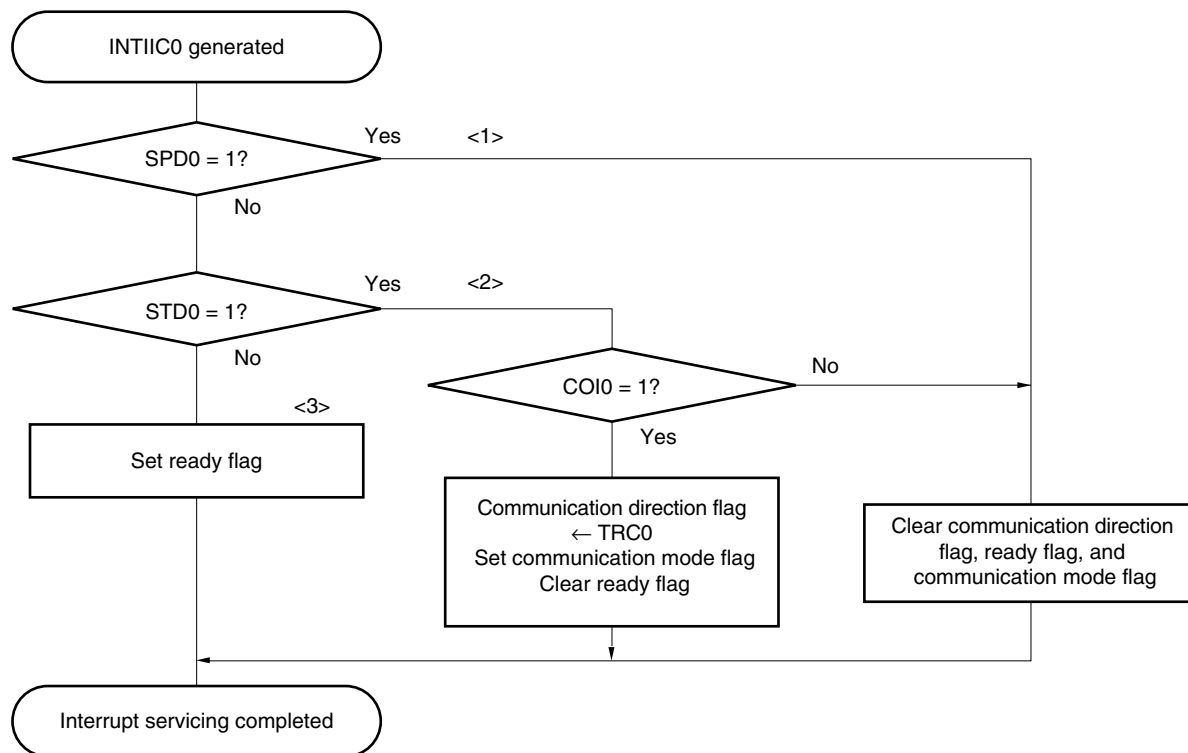 INTIIC0 generated
Yes
<1>
SPD0 = 1?
No
Yes
<2>
STD0 = 1?
No
COI0 = 1?
No
<3>
Yes
Set ready flag
Communication direction flag
← TRC0
Set communication mode flag
Clear ready flag
Clear communication direction
flag, ready flag, and
communication mode flag
Interrupt servicing completed